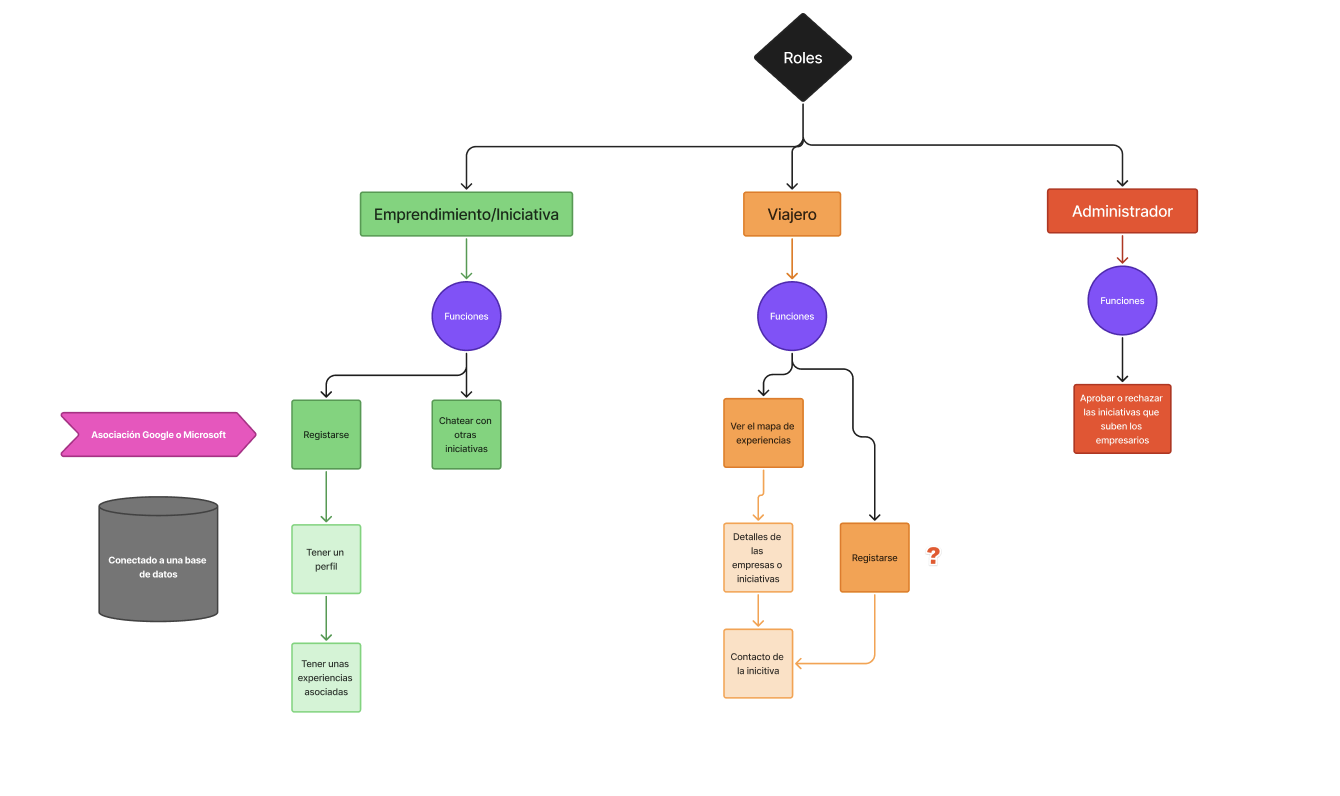 Roles
Emprendimiento/Iniciativa
Viajero
Administrador
Funciones
Funciones
Funciones
Asociación Google o Microsoft
Registarse
Chatear con
otras
iniciativas
Ver el mapa de
experiencias
Aprobar o rechazar
las iniciativas que
suben los
empresarios
Conectado a una base
de datos
Tener un
perfil
Detalles de
las
empresas o
iniciativas
Registarse
?
Tener unas
experiencias
asociadas
Contacto de
la inicitiva